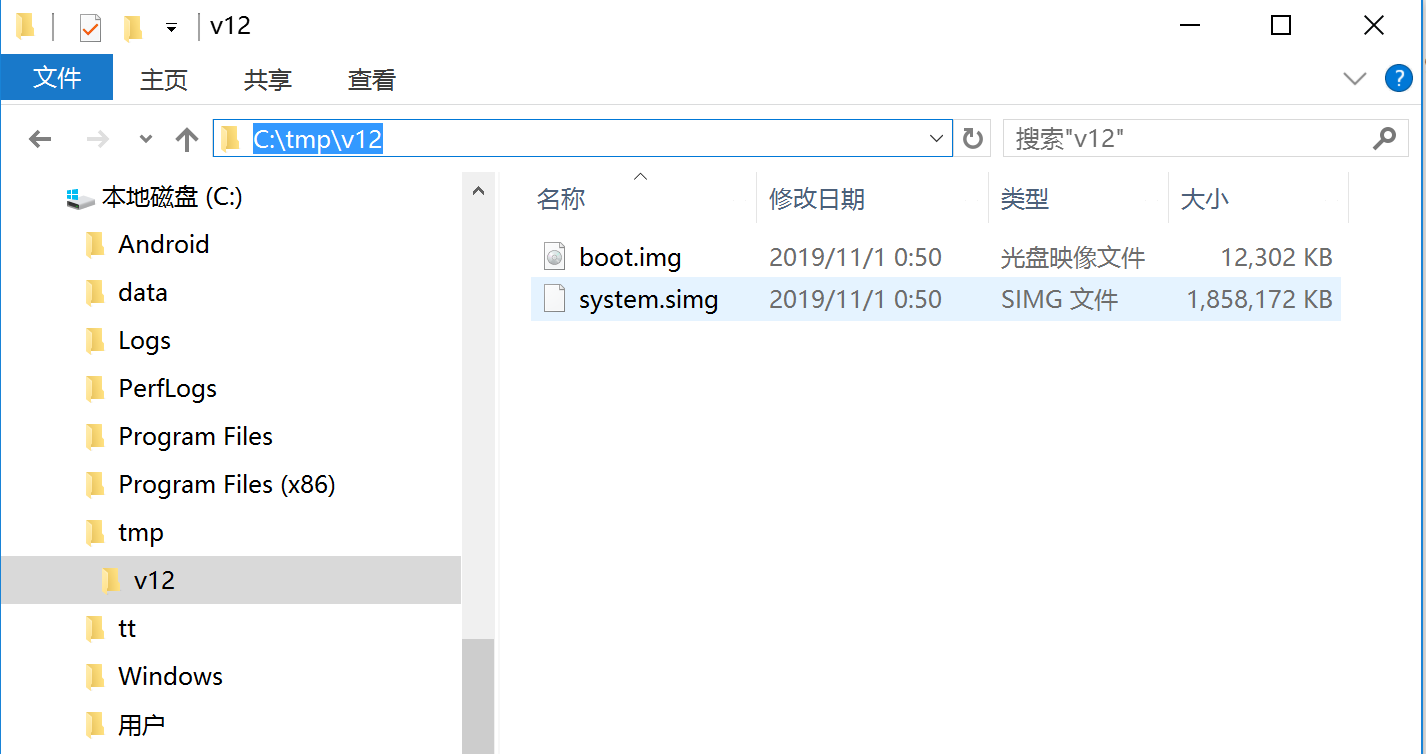 v12
文件 主页 共享 查看
C:\tmp\v12 搜索"v12"
本地磁盘 (C:)
Android
data
Logs
PerfLogs
Program Files
Program Files (x86)
tmp
v12
tt
Windows
用户
名称 修改日期 类型 大小
boot.img 2019/11/1 0:50 光盘映像文件 12,302 KB
system.simg 2019/11/1 0:50 SIMG 文件 1,858,172 KB